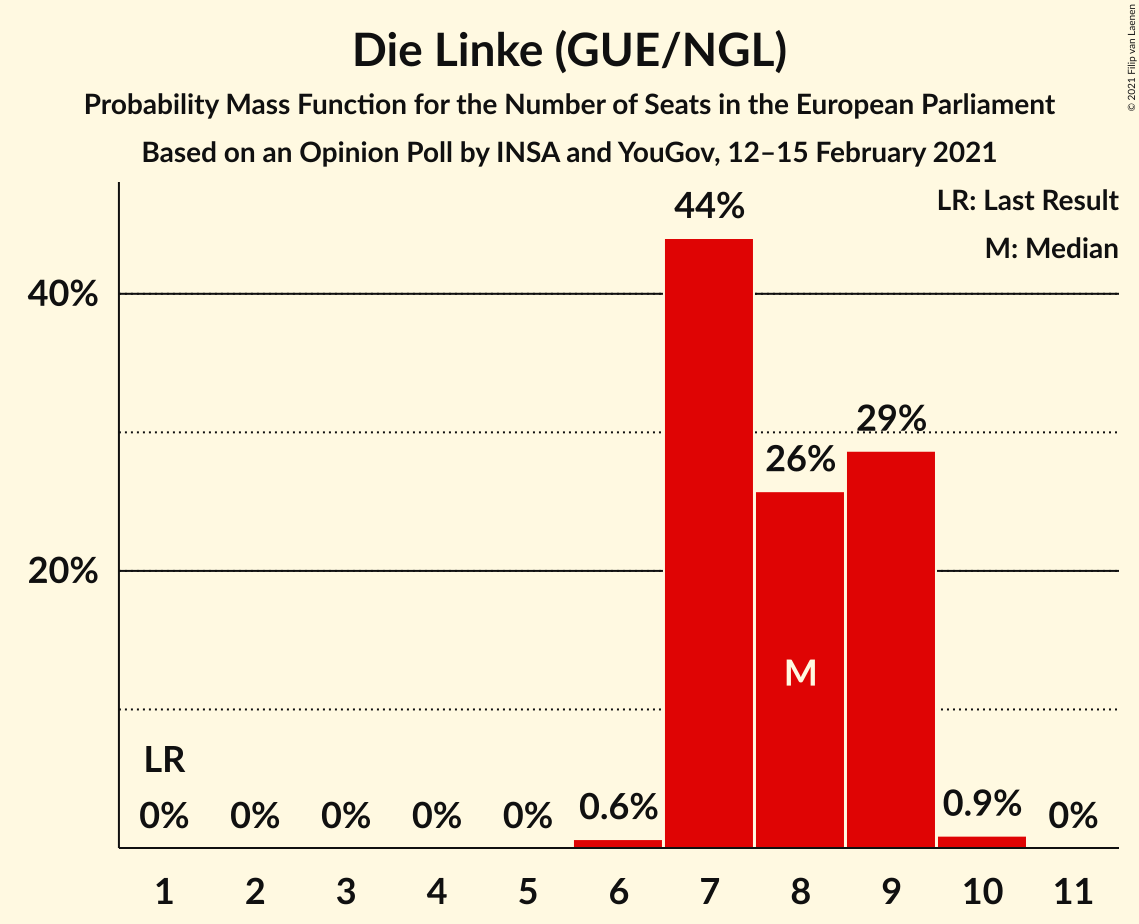 Die Linke (GUE/NGL)
Probability Mass Function for the Number of Seats in the European Parliament
Based on an Opinion Poll by INSA and YouGov, 12–15 February 2021
© 2021 Filip van Laenen
LR: Last Result
M: Median
44%
40%
29%
26%
20%
M
LR
0% 0% 0% 0% 0% 0.6% 0.9% 0%
1 2 3 4 5 6 7 8 9 10 11